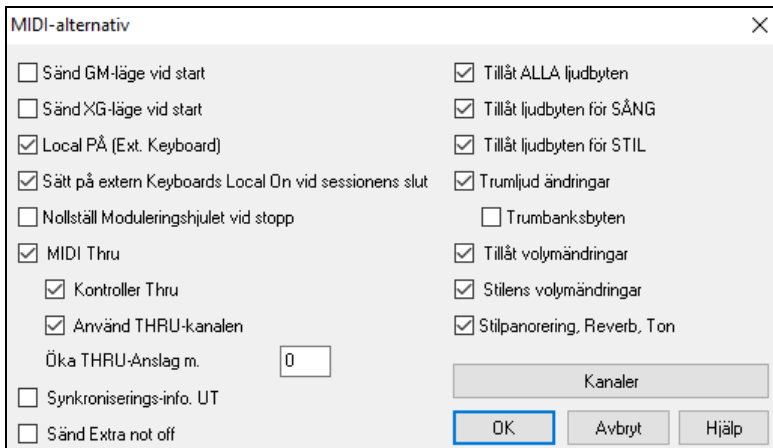 MIDI-alternativ
Sänd GM-läge vid start
Sänd XG-läge vid start
Local PÅ (Ext. Keyboard)
Sätt på extern Keyboards Local On vid sessionens slut
Nollställ Moduleringshjulet vid stopp
MIDI Thru
Kontroller Thru
Använd THRU-kanalen
Öka THRU-Anslag m. 0
Synkroniserings-info. UT
Sänd Extra not off
Tillåt ALLA ljudbyten
Tillåt ljudbyten för SÅNG
Tillåt ljudbyten för STIL
Trumljud ändringar
Trumbanksbyten
Tillåt volymändringar
Stilens volymändringar
Stilpanorering, Reverb, Ton
Kanaler
OK Avbryt Hjälp